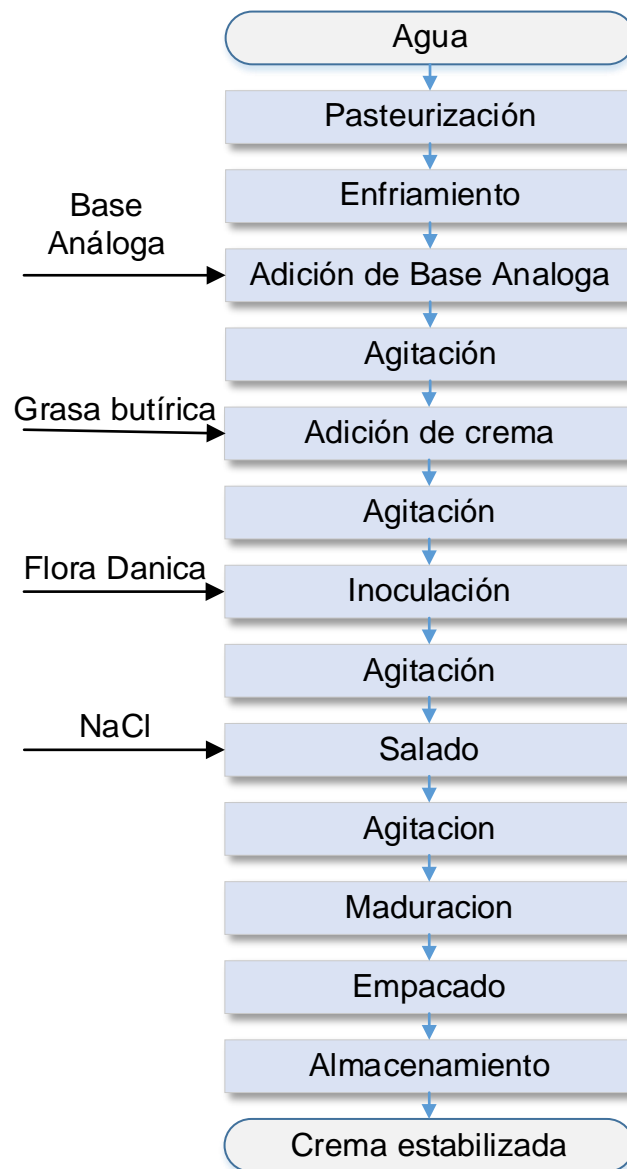 Agua
Pasteurización
Enfriamiento
Base
Análoga
Adición de Base Analoga
Agitación
Grasa butírica
Adición de crema
Agitación
Flora Danica
Inoculación
Agitación
NaCl
Salado
Agitacion
Maduracion
Empacado
Almacenamiento
Crema estabilizada